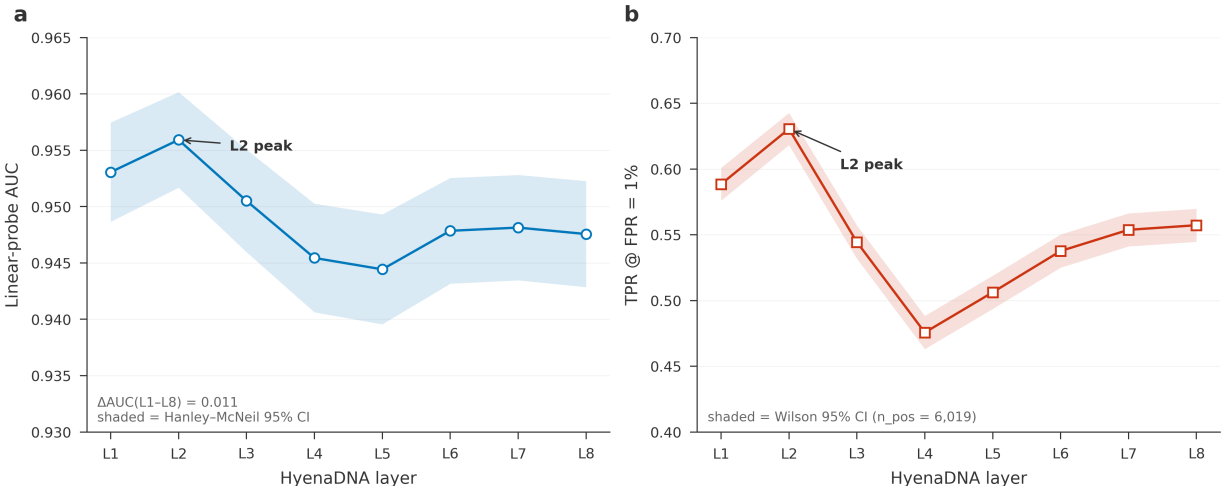 a
Linear-probe AUC
0.965
0.960
0.955
0.950
0.945
0.940
0.935
0.930
L2 peak
ΔAUC(L1–L8) = 0.011
shaded = Hanley–McNeil 95% CI
L1 L2 L3 L4 L5 L6 L7 L8
HyenaDNA layer
b
TPR @ FPR = 1%
0.70
0.65
0.60
0.55
0.50
0.45
0.40
L2 peak
shaded = Wilson 95% CI (n_pos = 6,019)
L1 L2 L3 L4 L5 L6 L7 L8
HyenaDNA layer